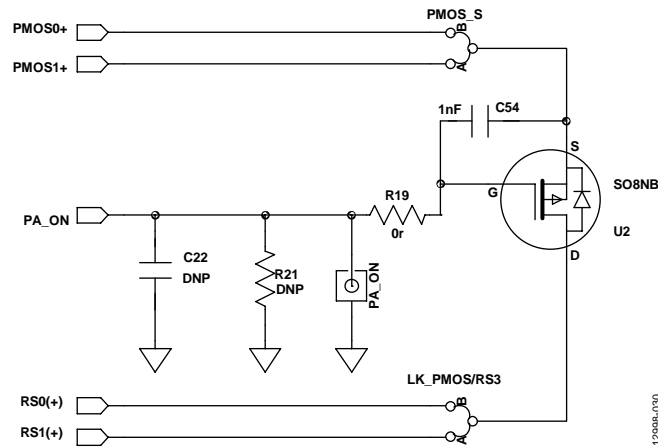 PMOS0+
PMOS_S
B
PMOS1+
A
1nF
C54
S
G
SO8NB
R19
PA_ON
0r
U2
D
C22
DNP
R21
DNP
PA_ON
LK_PMOS/RS3
RS0(+)
B
RS1(+)
A
12998-030